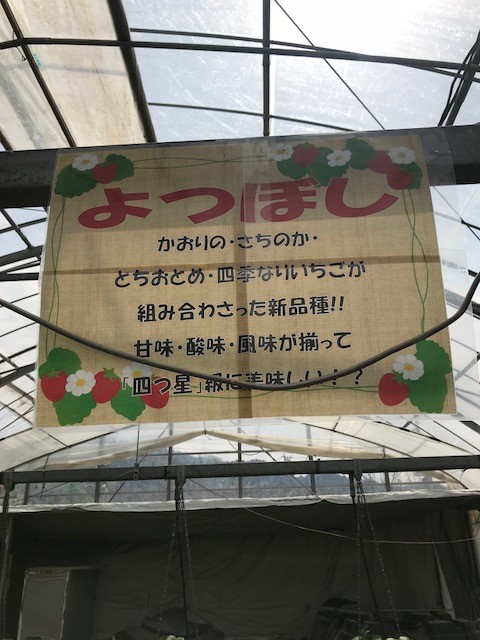 よつぼし
かおりの・さちのか・
とちおとめ・四季なりいちごが
組み合わさった新品種!!
甘味・酸味・風味が揃って
「四つ星」級に美味しい!?